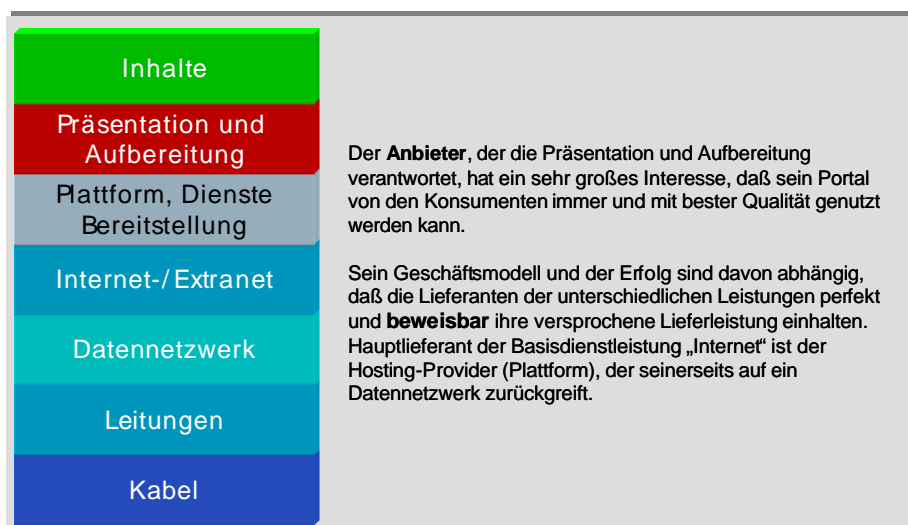 Inhalte
Präsentation und
Aufbereitung
Plattform, Dienste
Bereitstellung
Internet-/Extranet
Datennetzwerk
Leitungen
Kabel
Der Anbieter, der die Präsentation und Aufbereitung
verantwortet, hat ein sehr großes Interesse, daß sein Portal
von den Konsumenten immer und mit bester Qualität genutzt
werden kann.
Sein Geschäftsmodell und der Erfolg sind davon abhängig,
daß die Lieferanten der unterschiedlichen Leistungen perfekt
und beweisbar ihre versprochene Lieferleistung einhalten.
Hauptlieferant der Basisdienstleistung „Internet“ ist der
Hosting-Provider (Plattform), der seinerseits auf ein
Datennetzwerk zurückgreift.